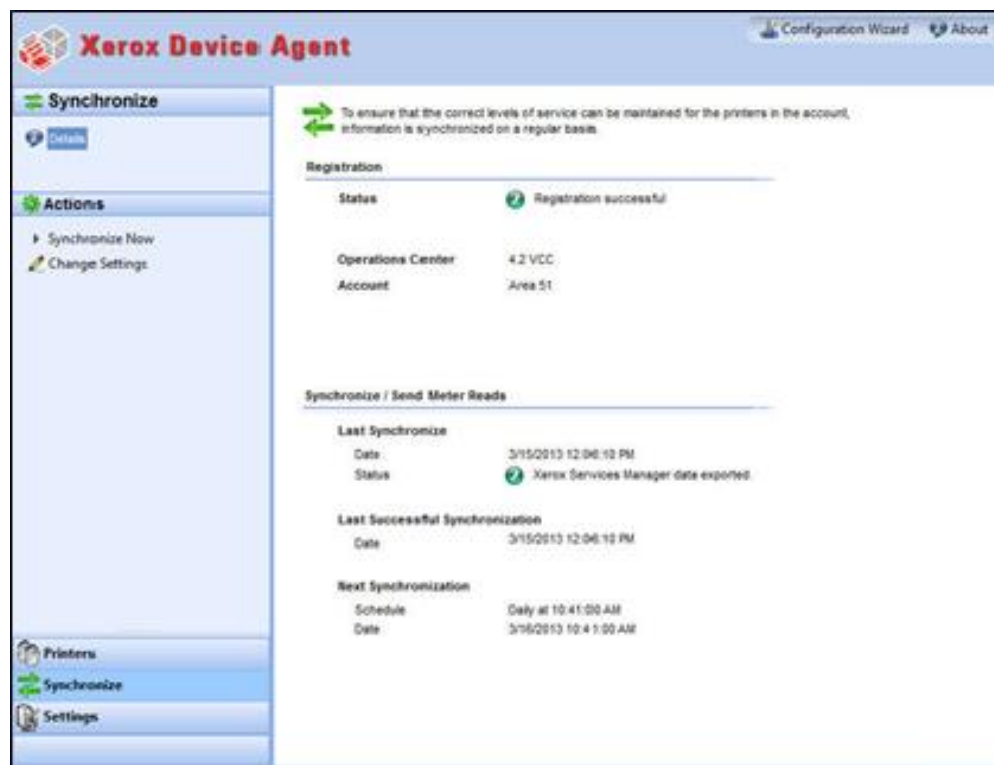 Xerox Device Agent
Configuration Wizard
About
Synchronize
Details
Actions
Synchronize Now
Change Settings
To ensure that the correct levels of service can be maintained for the printers in the account,
information is synchronized on a regular basis.
Registration
Status Registration successful
Operations Center 4.2 VCC
Account Area 51
Synchronize / Send Meter Reads
Last Synchronize
Date 3/15/2013 12:06:10 PM
Status Xerox Services Manager data exported
Last Successful Synchronization
Date 3/15/2013 12:06:10 PM
Next Synchronization
Schedule Daily at 10:41:00 AM
Date 3/16/2013 10:41:00 AM
Printers
Synchronize
Settings